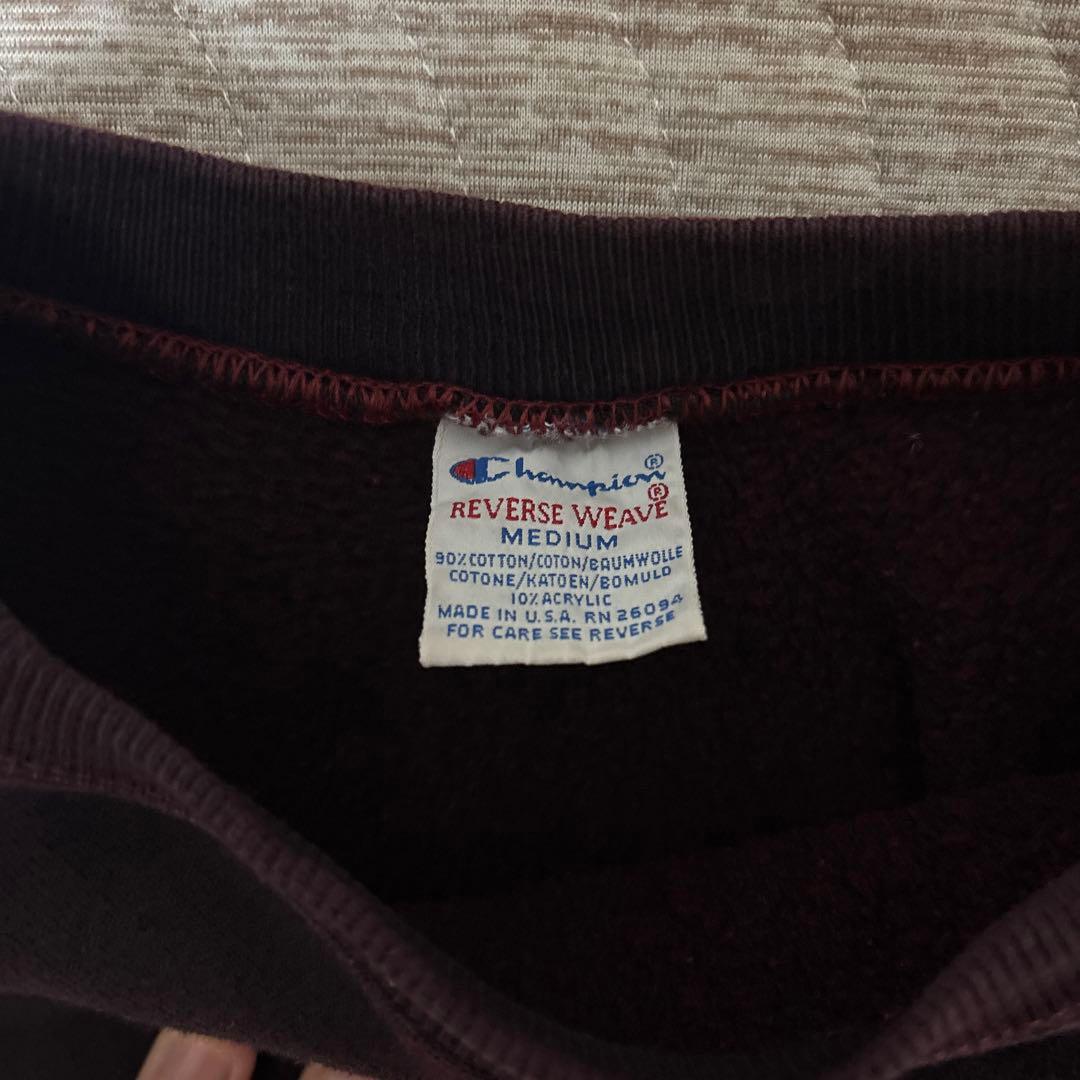 Champion®
REVERSE WEAVE®
MEDIUM
90% COTTON/COTON/BAUMWOLLE
COTONE/KATOEN/BOMULD
10% ACRYLIC
MADE IN U.S.A. RN 26094
FOR CARE SEE REVERSE